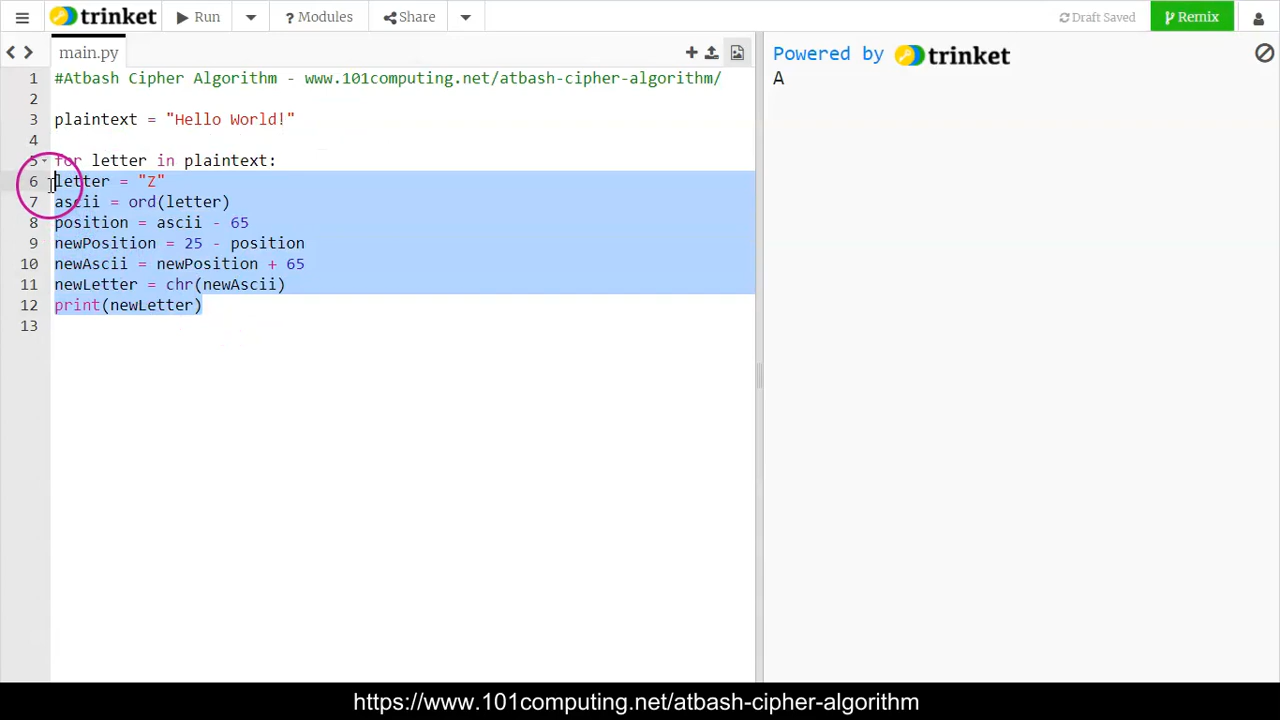 trinket Run ? Modules Share Draft Saved Remix
main.py
1 #Atbash Cipher Algorithm - www.101computing.net/atbash-cipher-algorithm/
2
3 plaintext = "Hello World!"
4
5 for letter in plaintext:
6 letter = "Z"
7 ascii = ord(letter)
8 position = ascii - 65
9 newPosition = 25 - position
10 newAscii = newPosition + 65
11 newLetter = chr(newAscii)
12 print(newLetter)
13
Powered by trinket
A
https://www.101computing.net/atbash-cipher-algorithm